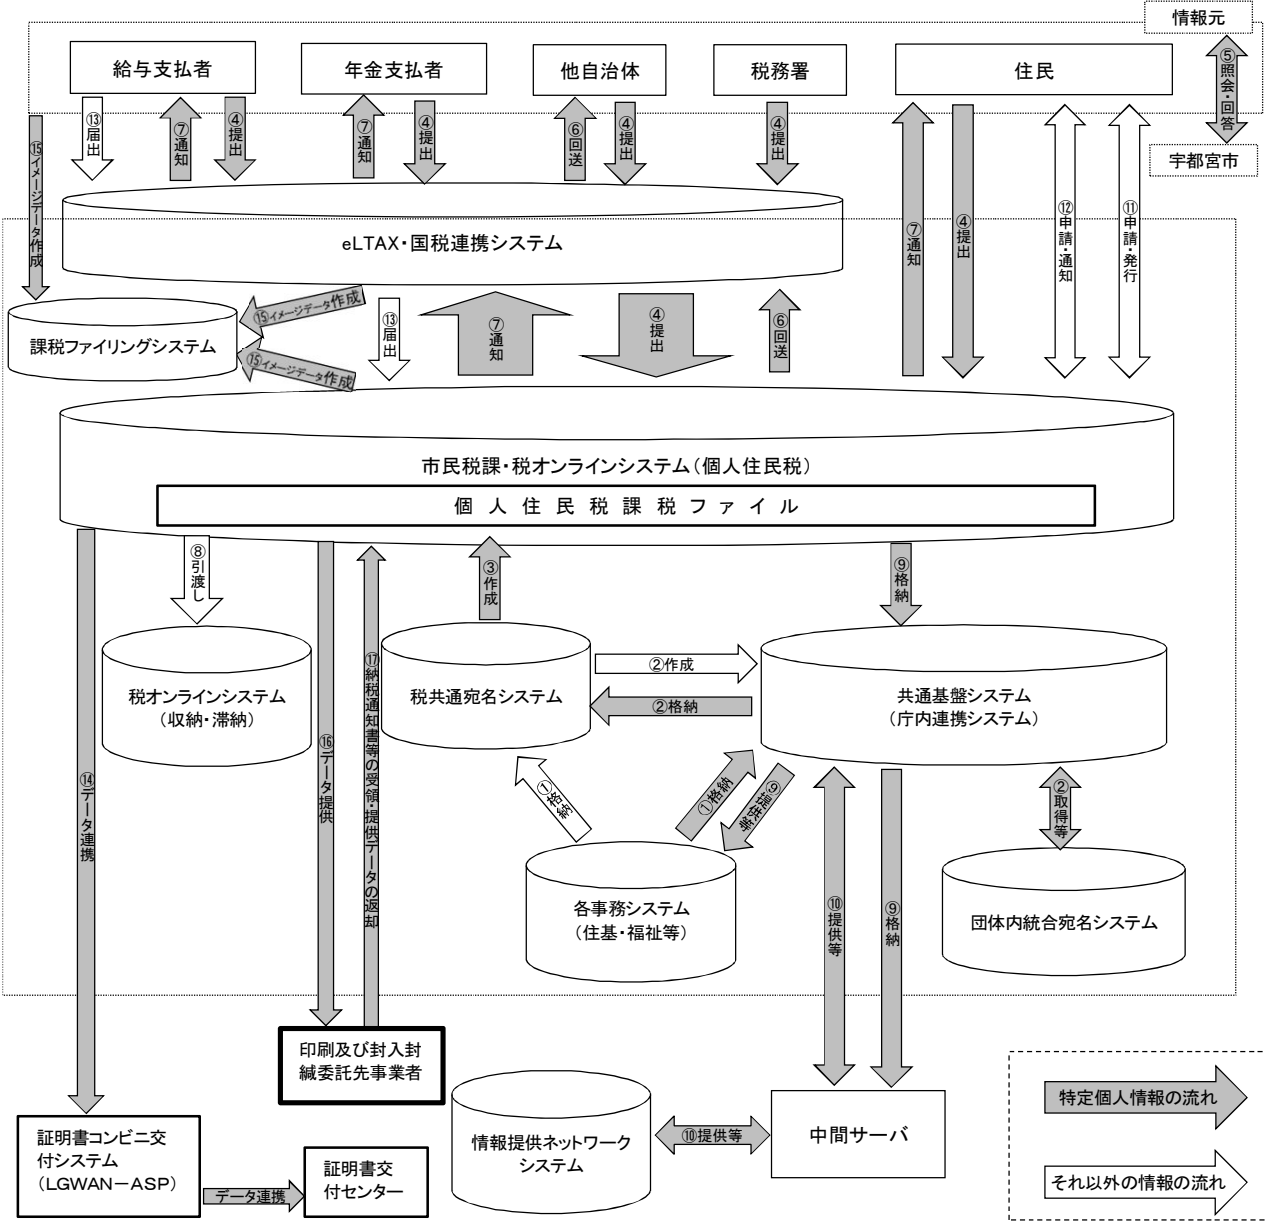 情報元
給与支払者
年金支払者
他自治体
税務署
住民
⑤照会・回答
宇都宮市
⑬届出
⑦通知
④提出
⑦通知
④提出
⑥回送
④提出
④提出
⑮イメージデータ作成
⑦通知
④提出
⑫申請・通知
⑪申請・発行
eLTAX・国税連携システム
⑮イメージデータ作成
⑬届出
⑦通知
④提出
⑥回送
課税ファイリングシステム
⑮イメージデータ作成
市民税課・税オンラインシステム(個人住民税)
個人住民税課税ファイル
⑧引渡し
③作成
⑨格納
税オンラインシステム
(収納・滞納)
税共通宛名システム
②作成
②格納
共通基盤システム
(庁内連携システム)
⑭データ連携
⑯データ提供
⑰納税通知書等の受領・提供データの返却
①格納
①格納
⑨提供等
②取得等
各事務システム
(住基・福祉等)
⑩提供等
⑨格納
団体内統合宛名システム
印刷及び封入封
緘委託先事業者
特定個人情報の流れ
それ以外の情報の流れ
証明書コンビニ交
付システム
(LGWAN-ASP)
データ連携
証明書交
付センター
情報提供ネットワーク
システム
⑩提供等
中間サーバ